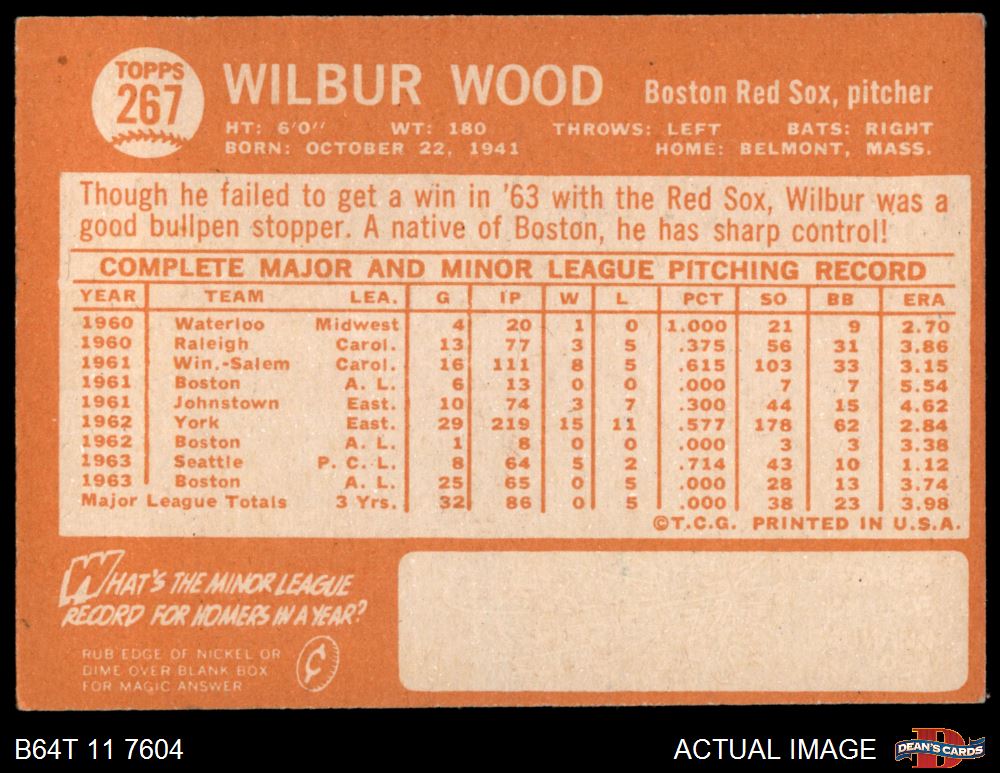 TOPPS
267
WILBUR WOOD
Boston Red Sox, pitcher
HT: 6'0" WT: 180 THROWS: LEFT BATS: RIGHT
BORN: OCTOBER 22, 1941 HOME: BELMONT, MASS.
Though he failed to get a win in '63 with the Red Sox, Wilbur was a
good bullpen stopper. A native of Boston, he has sharp control!
COMPLETE MAJOR AND MINOR LEAGUE PITCHING RECORD
YEAR TEAM LEA. G IP W L PCT SO BB ERA
1960 Waterloo Midwest 4 20 1 0 1.000 21 9 2.70
1960 Raleigh Carol. 13 77 3 5 .375 56 31 3.86
1961 Win.-Salem Carol. 16 111 8 5 .615 103 33 3.15
1961 Boston A. L. 6 13 0 0 .000 7 7 5.54
1961 Johnstown East. 10 74 3 7 .300 44 15 4.62
1962 York East. 29 219 15 11 .577 178 62 2.84
1962 Boston A. L. 1 8 0 0 .000 3 3 3.38
1963 Seattle P. C. L. 8 64 5 2 .714 43 10 1.12
1963 Boston A. L. 25 65 0 5 .000 28 13 3.74
Major League Totals 3 Yrs. 32 86 0 5 .000 38 23 3.98
©T.C.G. PRINTED IN U.S.A.
WHAT'S THE MINOR LEAGUE
RECORD FOR HOMERS IN A YEAR?
RUB EDGE OF NICKEL OR
DIME OVER BLANK BOX
FOR MAGIC ANSWER
¢
B64T 11 7604
ACTUAL IMAGE
DEAN'S CARDS